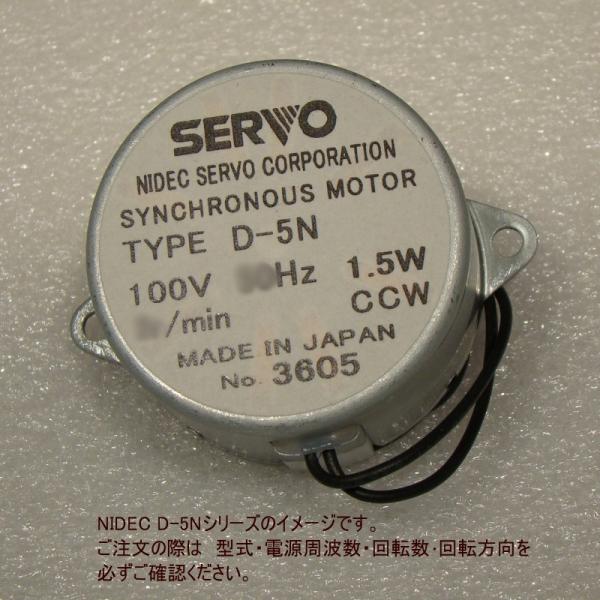 SERVO
NIDEC SERVO CORPORATION
SYNCHRONOUS MOTOR
TYPE D-5N
100V Hz 1.5W
/min CCW
MADE IN JAPAN
No. 3605
NIDEC D-5Nシリーズのイメージです。
ご注文の際は 型式・電源周波数・回転数・回転方向を
必ずご確認ください。